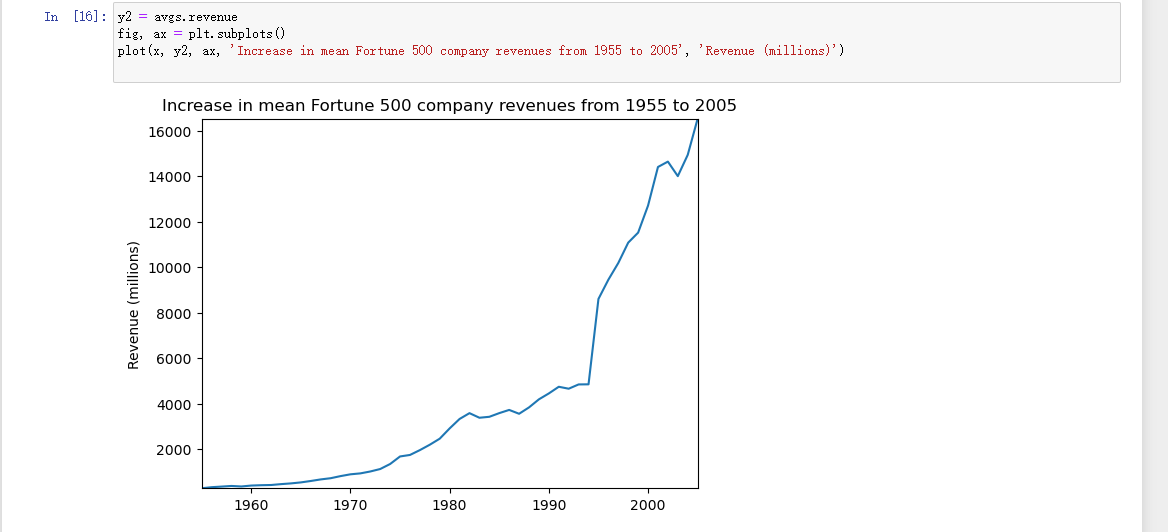 In [16]: y2 = avgs.revenue
fig, ax = plt.subplots()
plot(x, y2, ax, 'Increase in mean Fortune 500 company revenues from 1955 to 2005', 'Revenue (millions)')
Increase in mean Fortune 500 company revenues from 1955 to 2005
16000
14000
12000
10000
8000
6000
4000
2000
Revenue (millions)
1960 1970 1980 1990 2000